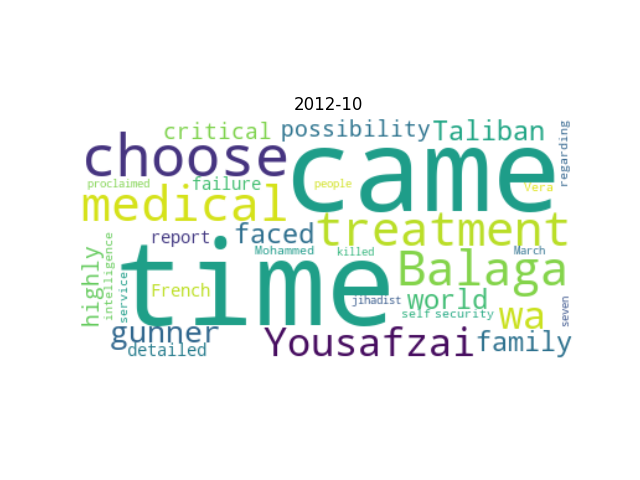 2012-10
critical
possibility
Taliban
regarding
choose
came
proclaimed
failure
people
Vera
medical
treatment
report
faced
highly
intelligence
time
Mohammed
killed
March
Balaga
service
French
jihadist
world
self
security
wa
seven
gunner
detailed
Yousafzai
family